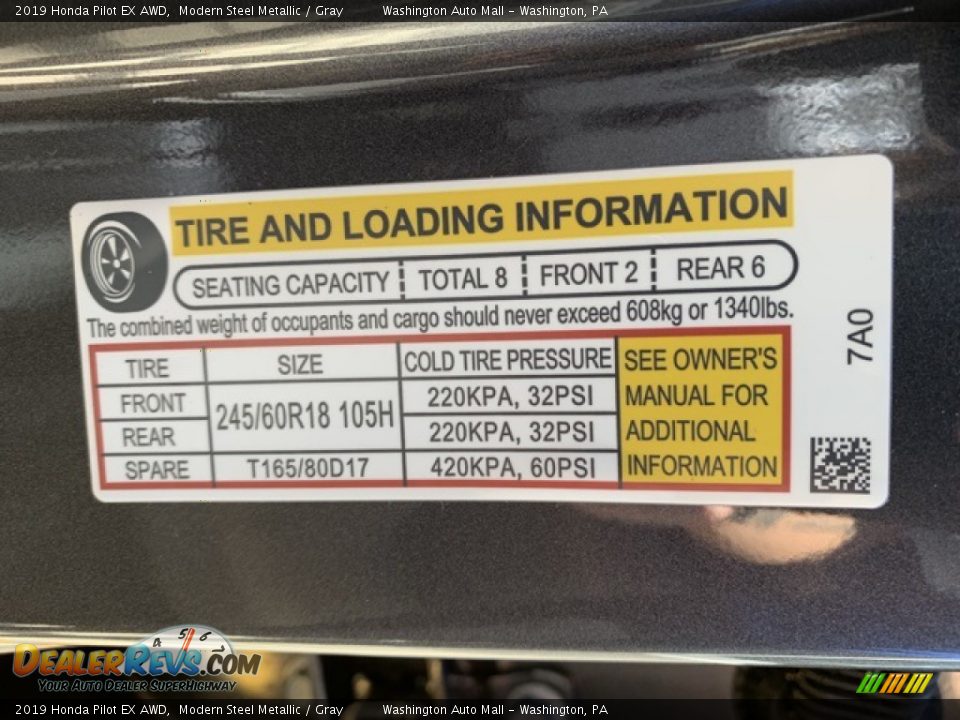 2019 Honda Pilot EX AWD, Modern Steel Metallic / Gray Washington Auto Mall - Washington, PA
TIRE AND LOADING INFORMATION
SEATING CAPACITY TOTAL 8 FRONT 2 REAR 6
The combined weight of occupants and cargo should never exceed 608kg or 1340lbs.
TIRE SIZE COLD TIRE PRESSURE
FRONT 245/60R18 105H 220KPA, 32PSI
REAR 220KPA, 32PSI
SPARE T165/80D17 420KPA, 60PSI
SEE OWNER'S
MANUAL FOR
ADDITIONAL
INFORMATION
7A0
4 5 6 7
DEALERREVS.COM
YOUR AUTO DEALER SUPERHIGHWAY
2019 Honda Pilot EX AWD, Modern Steel Metallic / Gray Washington Auto Mall - Washington, PA